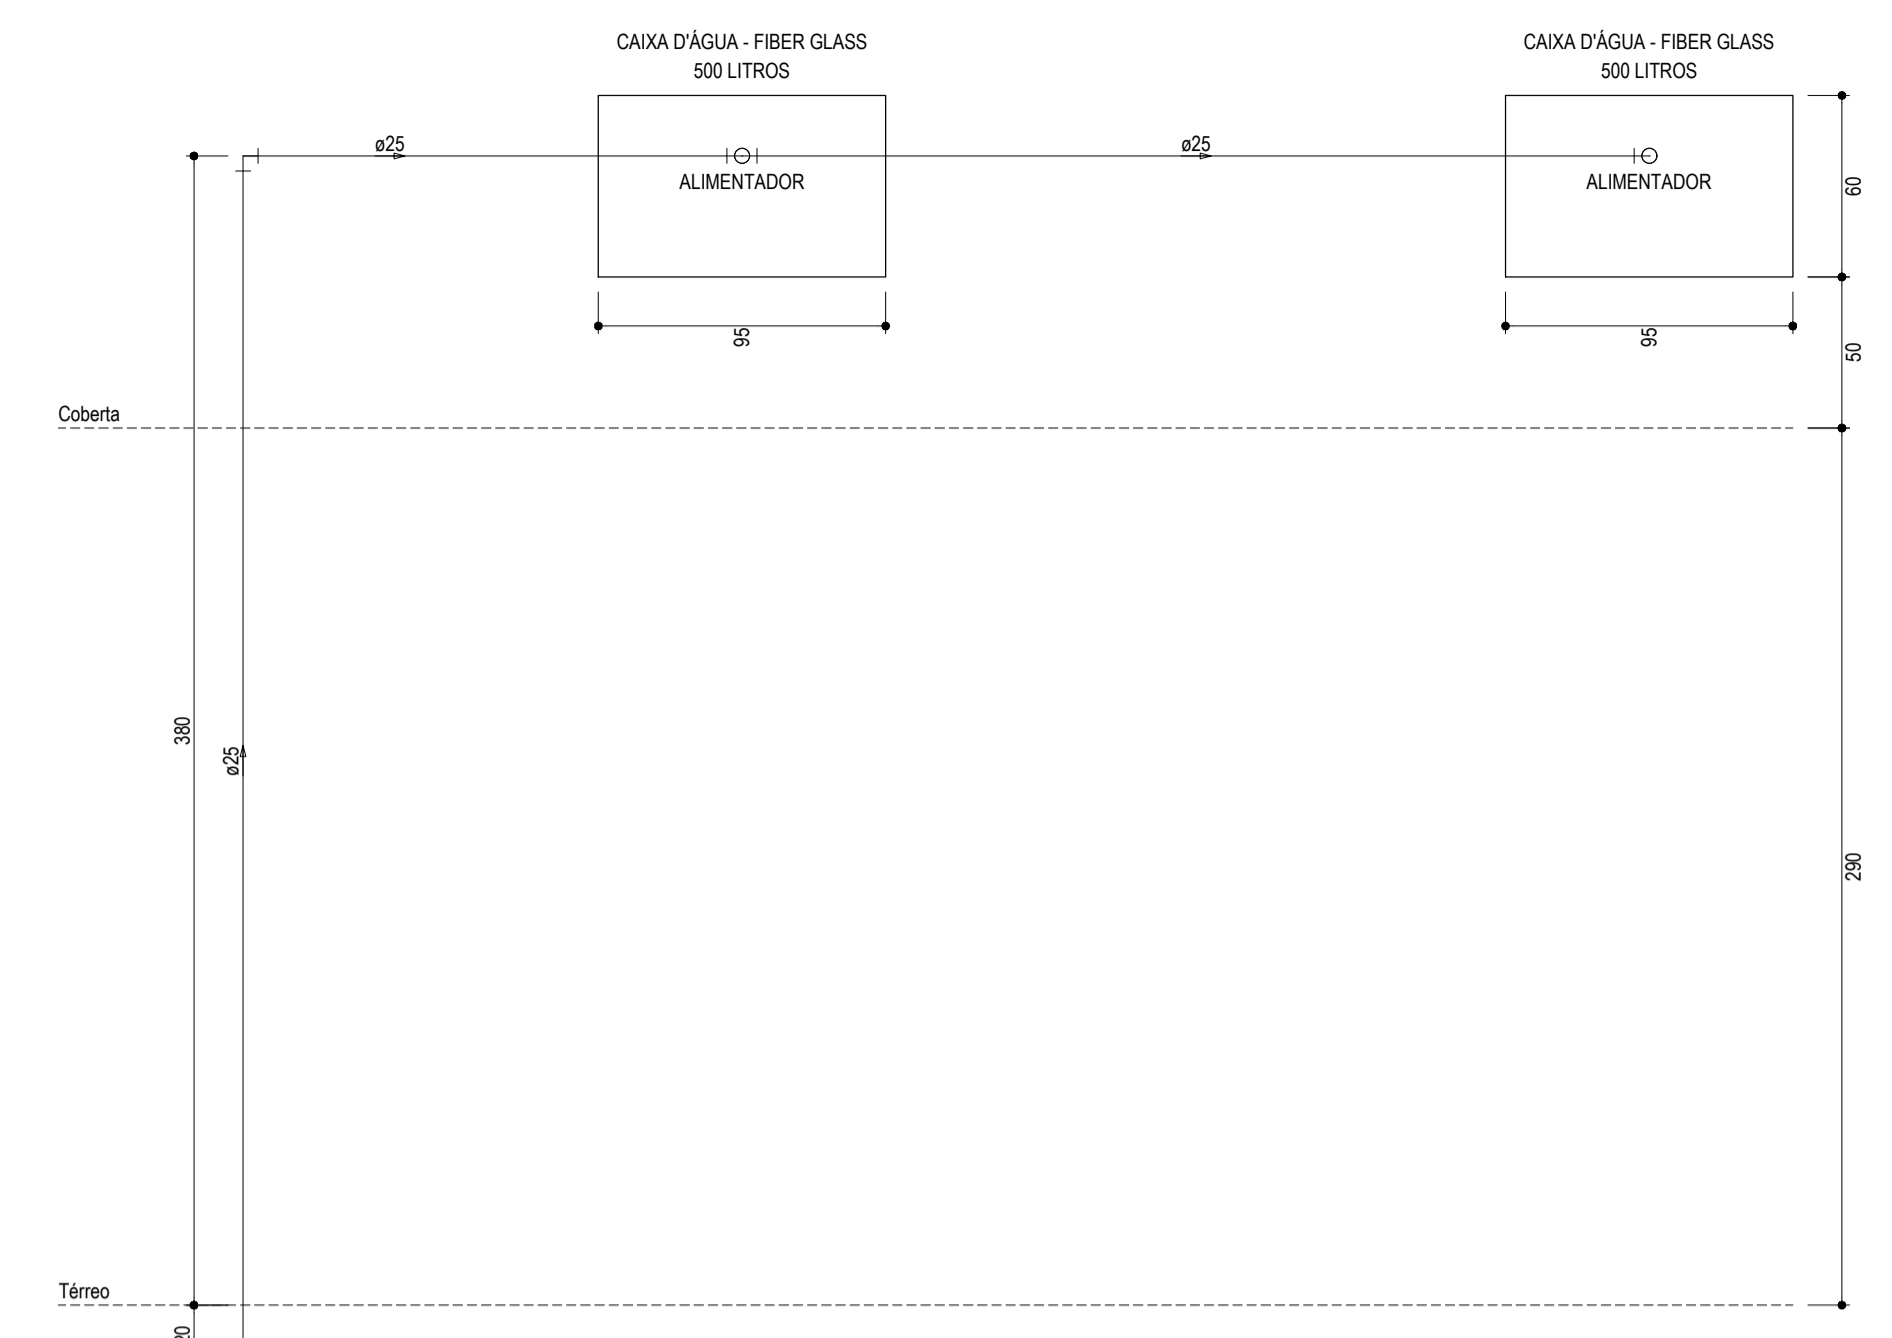 CAIXA D'ÁGUA - FIBER GLASS
500 LITROS
CAIXA D'ÁGUA - FIBER GLASS
500 LITROS
ø25
ø25
ALIMENTADOR
ALIMENTADOR
60
95
95
50
Coberta
380
ø25
290
Térreo